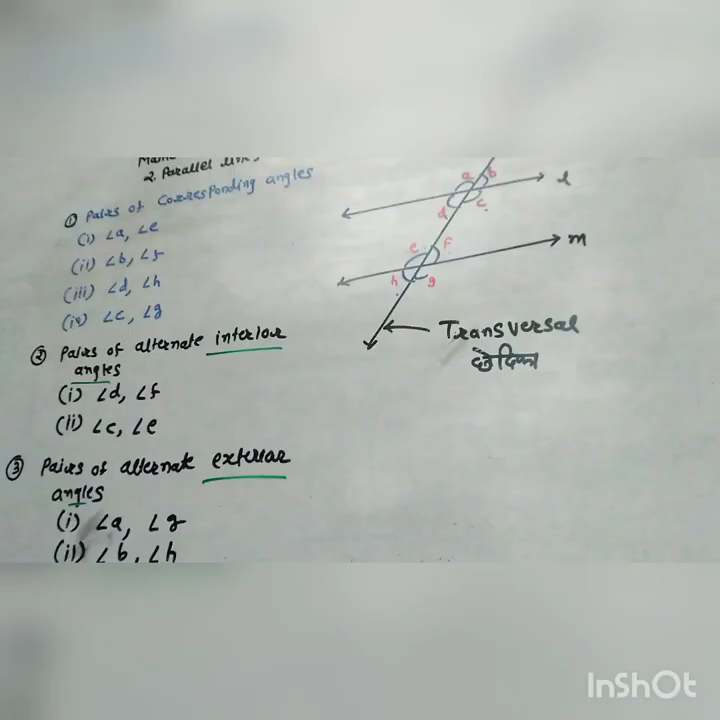 2. Parallel lines
① Pairs of Corresponding angles
(i) ∠a, ∠e
(ii) ∠b, ∠f
(iii) ∠d, ∠h
(iv) ∠c, ∠g
② Pairs of alternate interior
angles
(i) ∠d, ∠f
(ii) ∠c, ∠e
③ Pairs of alternate exterior
angles
(i) ∠a, ∠g
(ii) ∠b, ∠h
a b l
d c
e f m
h g
Transversal
InShOt